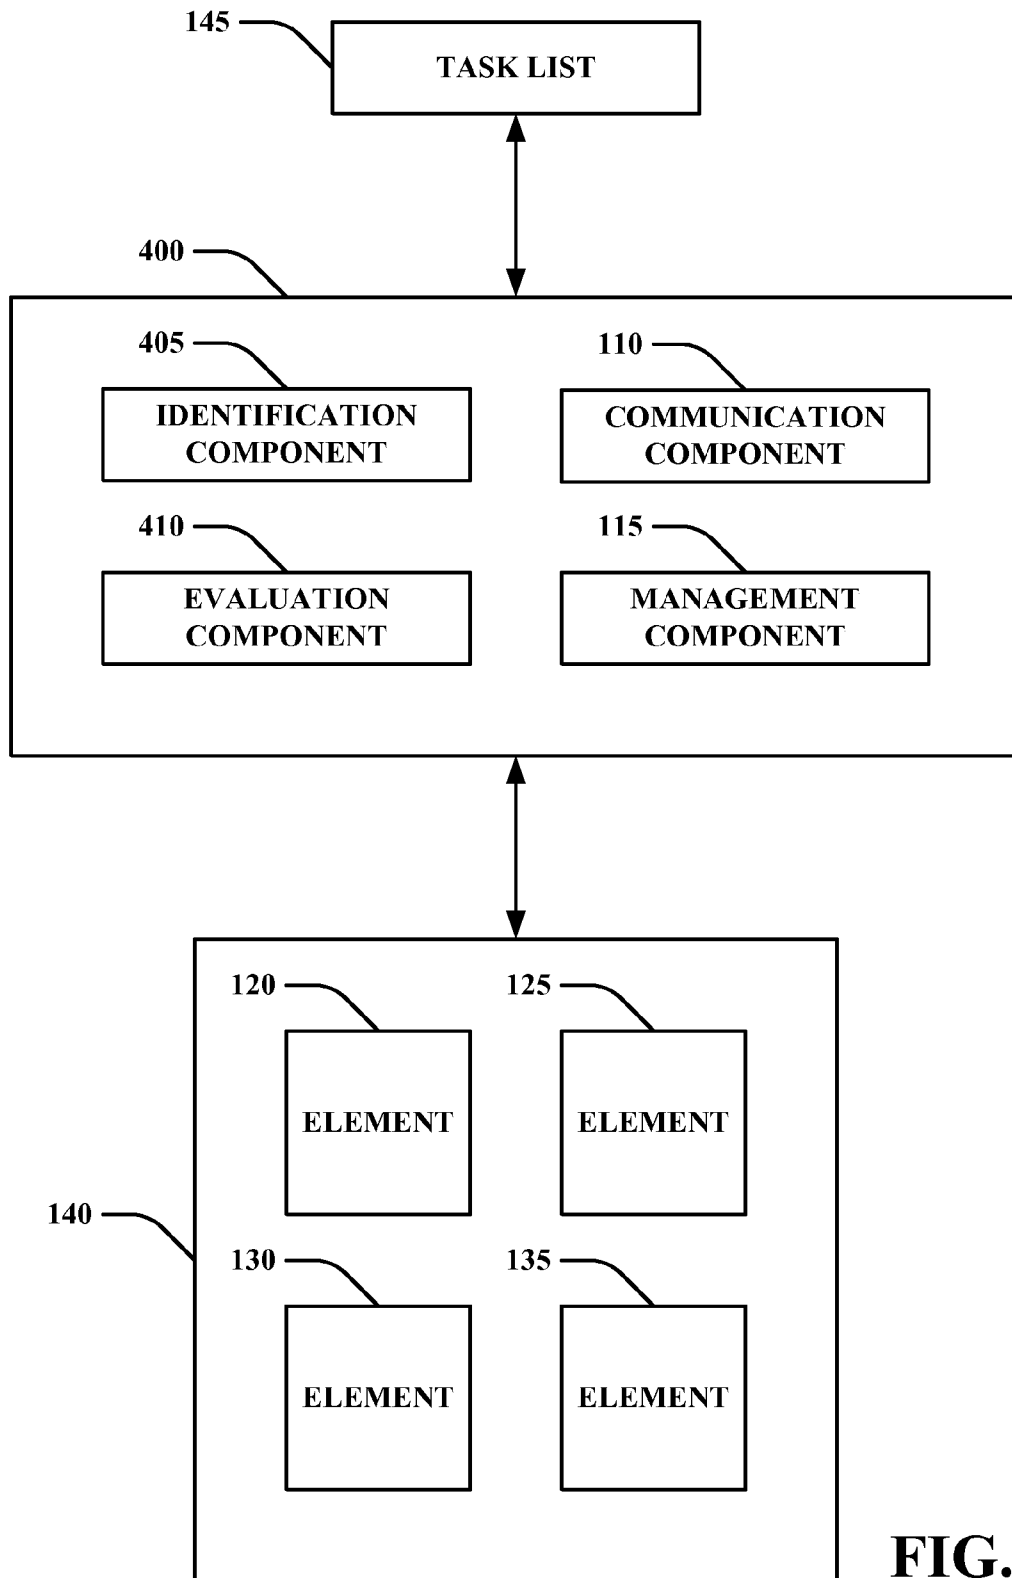 145
TASK LIST
400
405
110
IDENTIFICATION
COMPONENT
COMMUNICATION
COMPONENT
410
115
EVALUATION
COMPONENT
MANAGEMENT
COMPONENT
120
125
ELEMENT
ELEMENT
140
130
135
ELEMENT
ELEMENT
FIG.